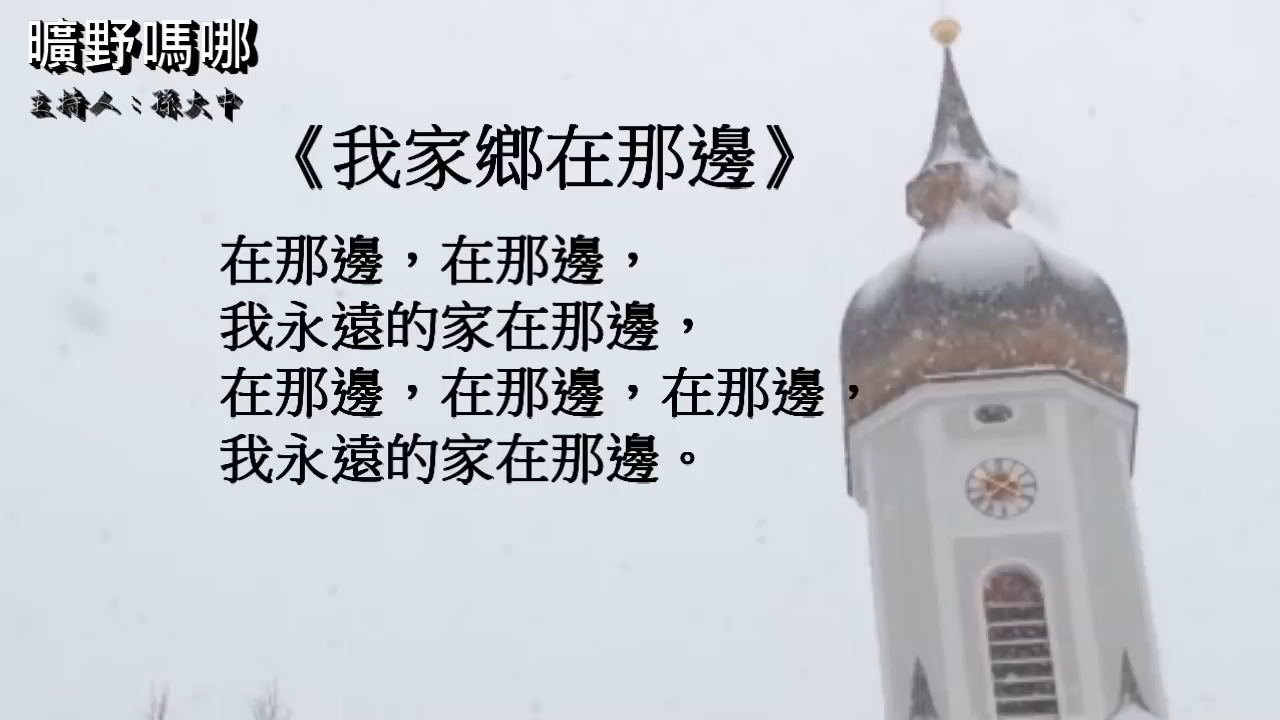 曠野嗎哪
主持人：孫大中
《我家鄉在那邊》
在那邊，在那邊，
我永遠的家在那邊，
在那邊，在那邊，在那邊，
我永遠的家在那邊。